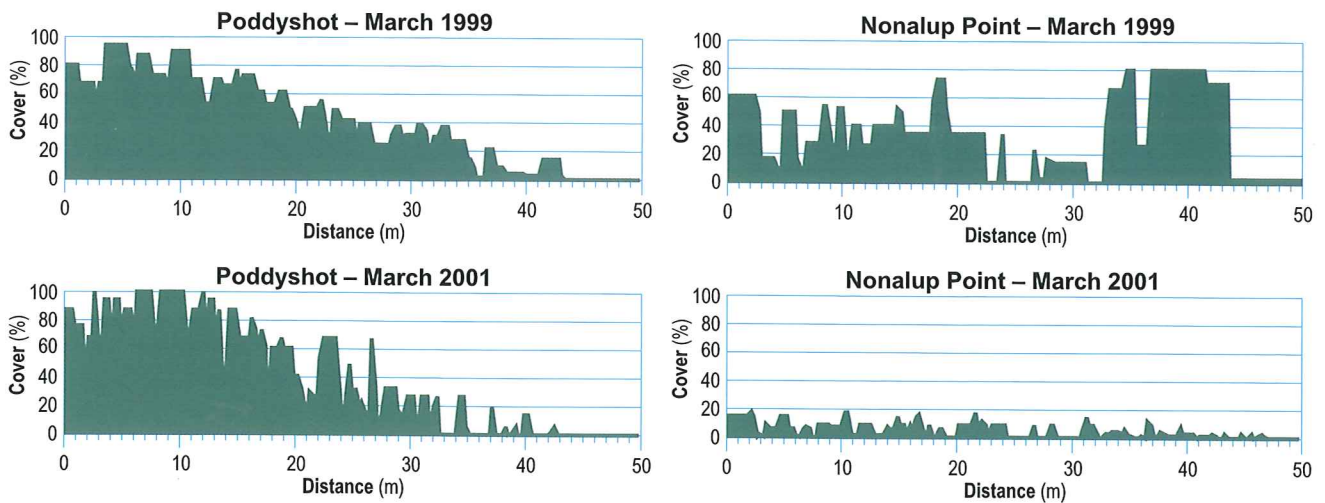 Poddyshot – March 1999
100
80
60
40
20
0
Cover (%)
0 10 20 30 40 50
Distance (m)
Nonalup Point – March 1999
100
80
60
40
20
0
Cover (%)
0 10 20 30 40 50
Distance (m)
Poddyshot – March 2001
100
80
60
40
20
0
Cover (%)
0 10 20 30 40 50
Distance (m)
Nonalup Point – March 2001
100
80
60
40
20
0
Cover (%)
0 10 20 30 40 50
Distance (m)